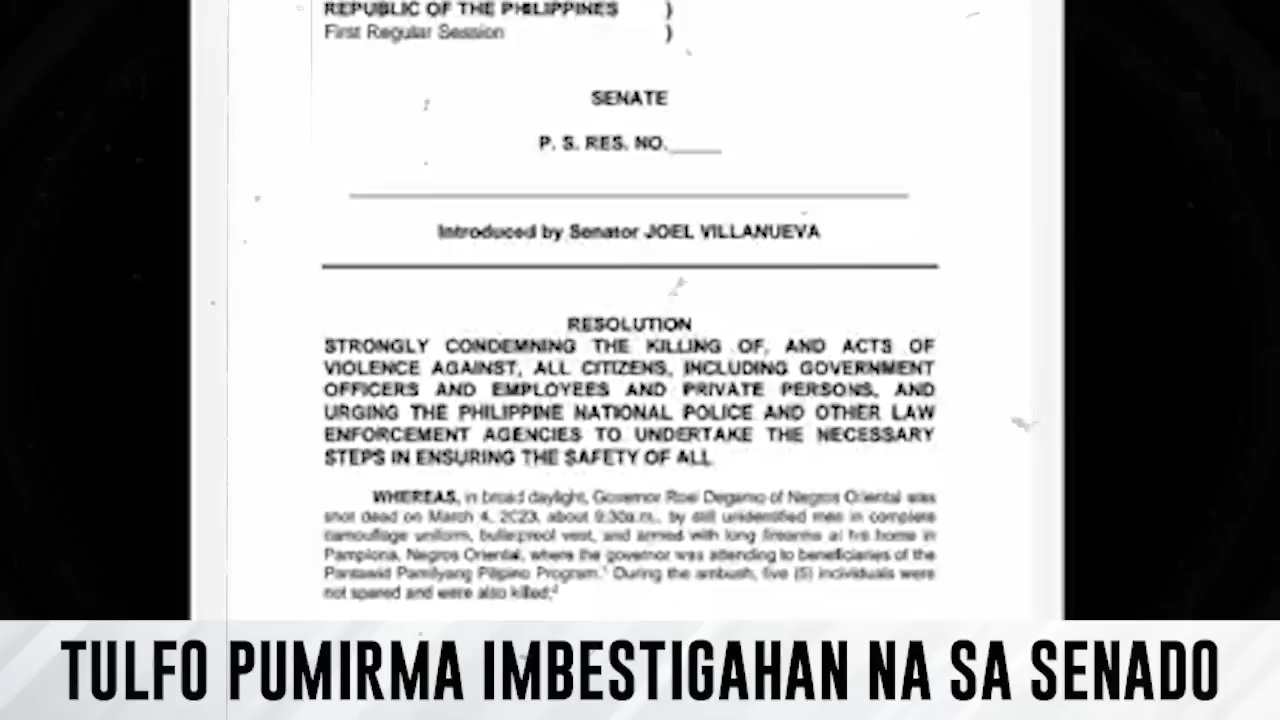 REPUBLIC OF THE PHILIPPINES )
First Regular Session )
SENATE
P. S. RES. NO._____
Introduced by Senator JOEL VILLANUEVA
RESOLUTION
STRONGLY CONDEMNING THE KILLING OF, AND ACTS OF
VIOLENCE AGAINST, ALL CITIZENS, INCLUDING GOVERNMENT
OFFICERS AND EMPLOYEES AND PRIVATE PERSONS, AND
URGING THE PHILIPPINE NATIONAL POLICE AND OTHER LAW
ENFORCEMENT AGENCIES TO UNDERTAKE THE NECESSARY
STEPS IN ENSURING THE SAFETY OF ALL
WHEREAS, in broad daylight, Governor Roel Degamo of Negros Oriental was
shot dead on March 4, 2023, about 9:30a.m., by still unidentified men in complete
camouflage uniform, bulletproof vest, and armed with long firearms at his home in
Pamplona, Negros Oriental, where the governor was attending to beneficiaries of the
Pantawid Pamilyang Pilipino Program.¹ During the ambush, five (5) individuals were
not spared and were also killed;²
TULFO PUMIRMA IMBESTIGAHAN NA SA SENADO